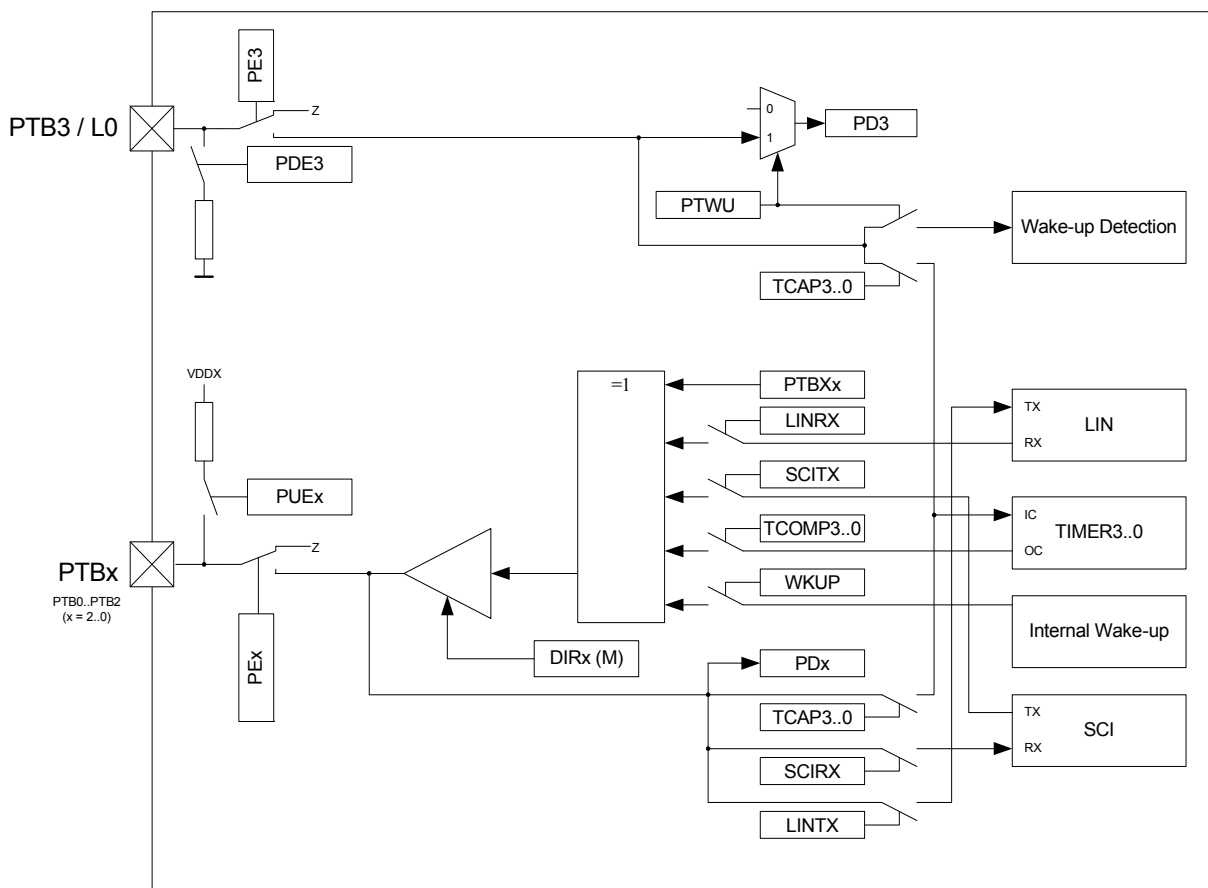 PE3
Z
PTB3 / L0
0
1
PD3
PDE3
PTWU
Wake-up Detection
TCAP3..0
VDDX
=1
PTBXx
LINRX
TX
LIN
RX
SCITX
PUEx
TCOMP3..0
IC
TIMER3..0
OC
Z
PTBx
PTB0..PTB2
(x = 2..0)
WKUP
Internal Wake-up
DIRx (M)
PDx
PEx
TCAP3..0
TX
SCI
RX
SCIRX
LINTX